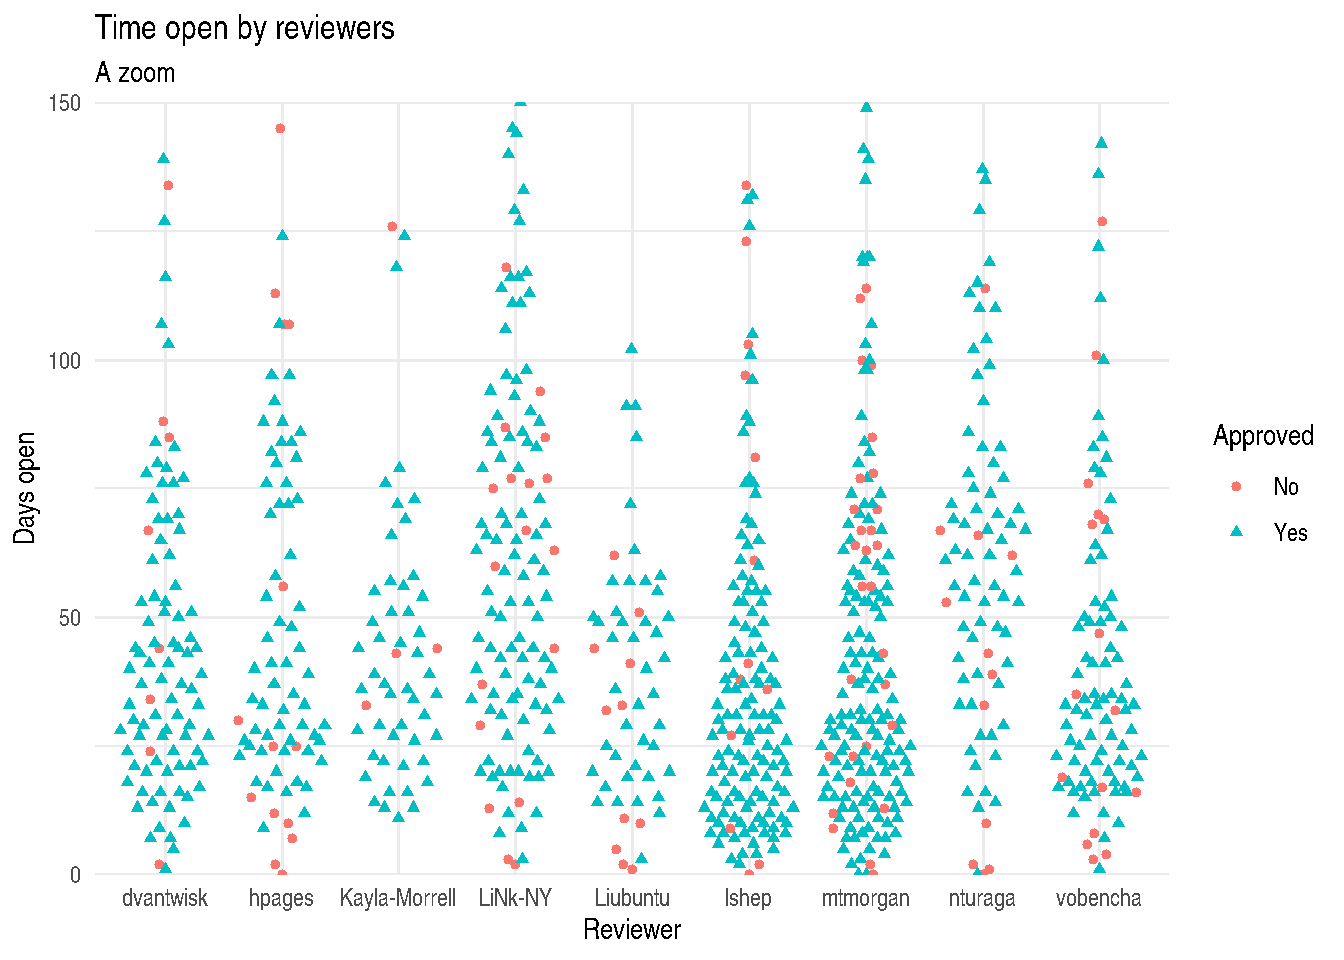 Time open by reviewers
A zoom
150
100
50
0
Days open
dvantwisk hpages Kayla-Morrell LiNk-NY Liubuntu lshep mtmorgan nturaga vobencha
Reviewer
Approved
No
Yes